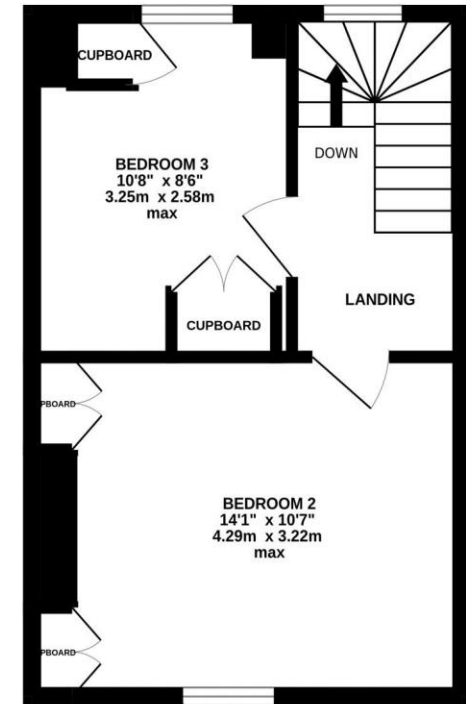 CUPBOARD
BEDROOM 3
10'8" x 8'6"
3.25m x 2.58m
max
DOWN
LANDING
CUPBOARD
PBOARD
BEDROOM 2
14'1" x 10'7"
4.29m x 3.22m
max
PBOARD